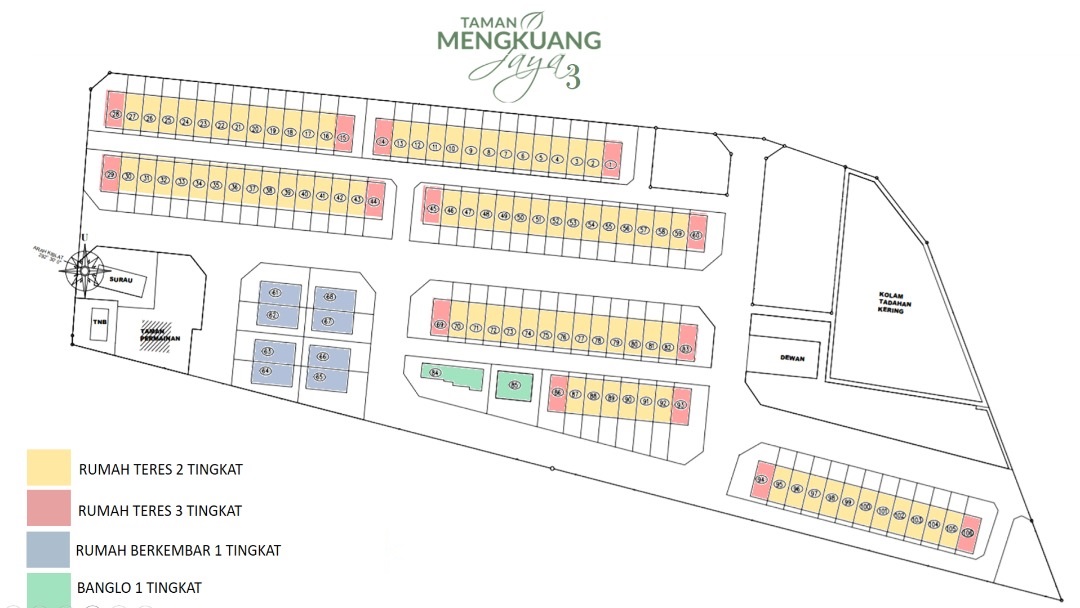 TAMAN
MENGKUANG
Jaya 3
28 27 26 25 24 23 22 21 20 19 18 17 16 15
14 13 12 11 10 9 8 7 6 5 4 3 2 1
29 30 31 32 33 34 35 36 37 38 39 40 41 42 43 44
45 46 47 48 49 50 51 52 53 54 55 56 57 58 59 60
U
ARAH KIBLAT
292° 30' 0"
SURAU
TNB
TAMAN
PERMAINAN
61 68
62 67
63 66
64 65
69 70 71 72 73 74 75 76 77 78 79 80 81 82 83
84 85 86 87 88 89 90 91 92 93
KOLAM
TADAHAN
KERING
DEWAN
94 95 96 97 98 99 100 101 102 103 104 105 106
RUMAH TERES 2 TINGKAT
RUMAH TERES 3 TINGKAT
RUMAH BERKEMBAR 1 TINGKAT
BANGLO 1 TINGKAT